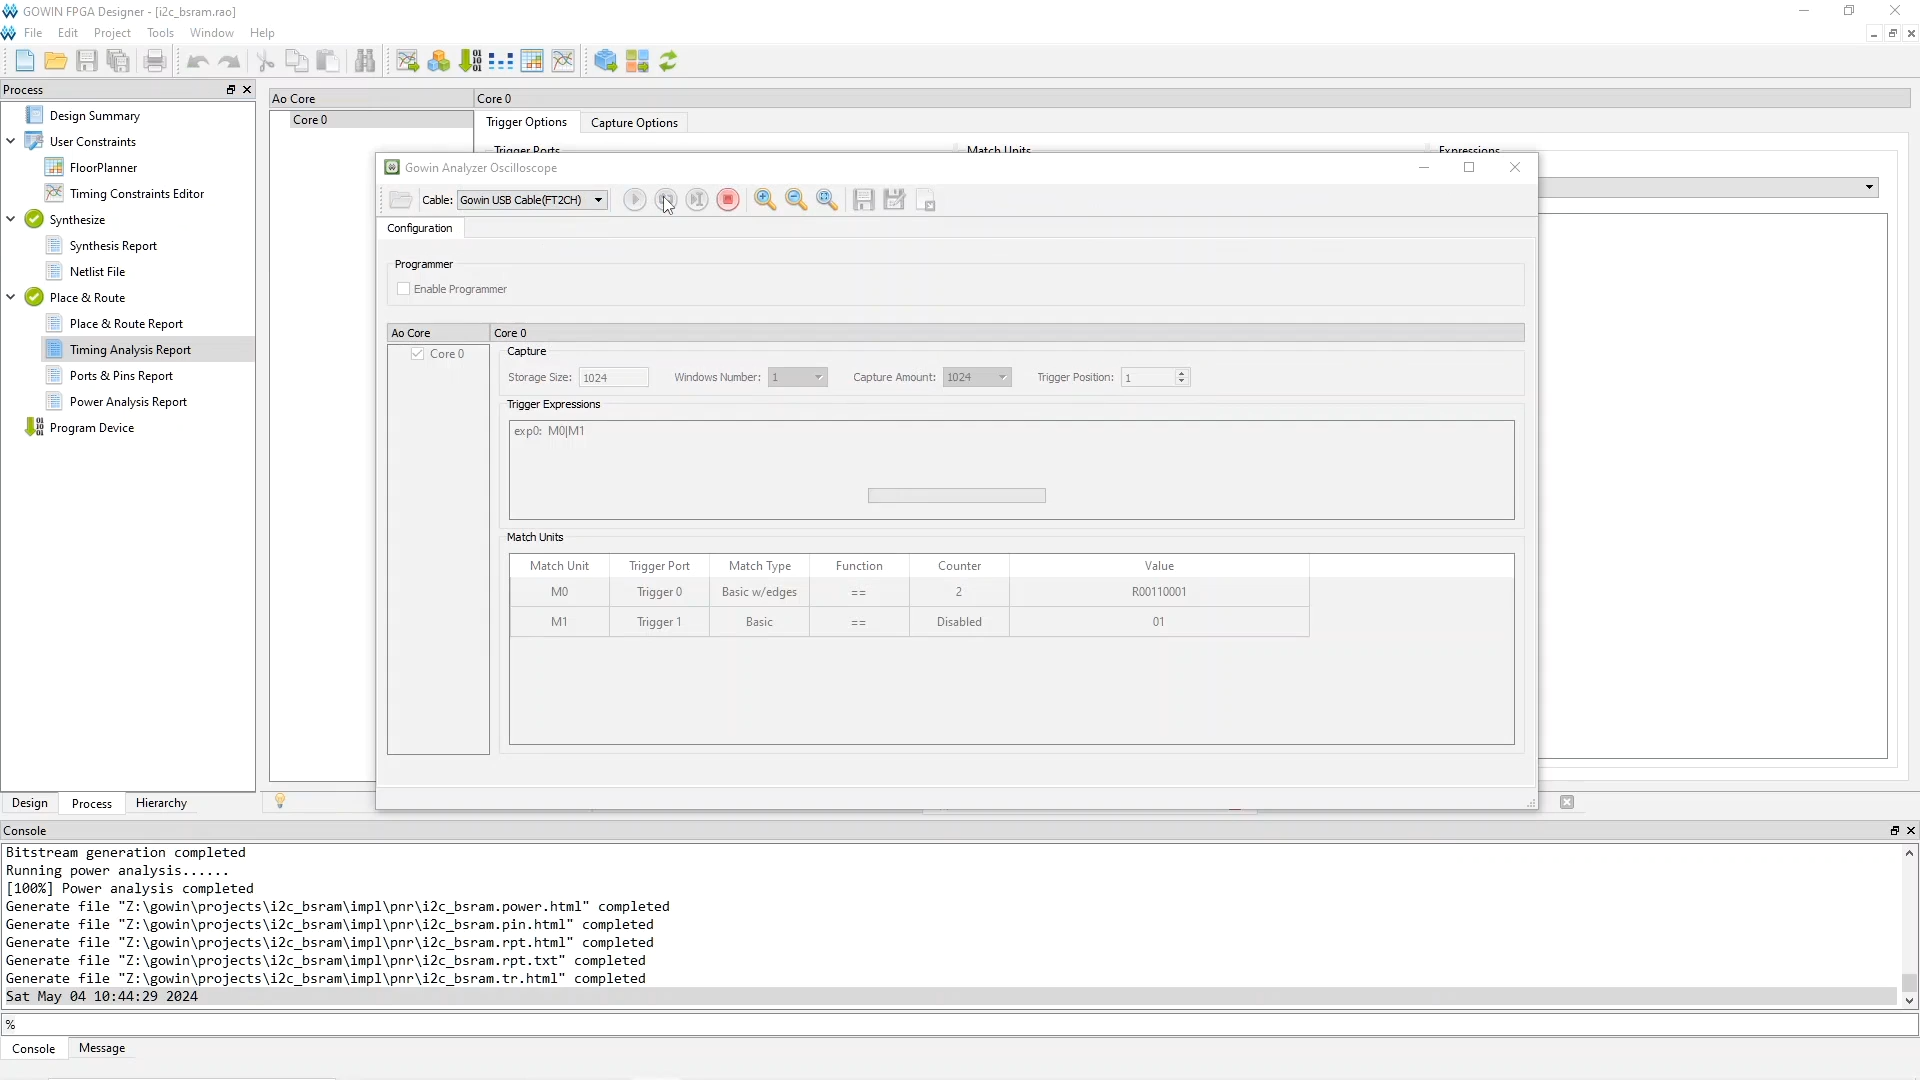 GOWIN FPGA Designer - [i2c_bsram.rao]
File Edit Project Tools Window Help
Process
Design Summary
User Constraints
FloorPlanner
Timing Constraints Editor
Synthesize
Synthesis Report
Netlist File
Place & Route
Place & Route Report
Timing Analysis Report
Ports & Pins Report
Power Analysis Report
Program Device
Design Process Hierarchy
Ao Core
Core 0
Core 0
Trigger Options Capture Options
Trigger Ports Match Units Expressions
Gowin Analyzer Oscilloscope
Cable: Gowin USB Cable(FT2CH)
Configuration
Programmer
Enable Programmer
Ao Core
Core 0
Core 0
Capture
Storage Size: 1024 Windows Number: 1 Capture Amount: 1024 Trigger Position: 1
Trigger Expressions
exp0: M0|M1
Match Units
Match Unit Trigger Port Match Type Function Counter Value
M0 Trigger 0 Basic w/edges == 2 R00110001
M1 Trigger 1 Basic == Disabled 01
Console
Bitstream generation completed
Running power analysis......
[100%] Power analysis completed
Generate file "Z:\gowin\projects\i2c_bsram\impl\pnr\i2c_bsram.power.html" completed
Generate file "Z:\gowin\projects\i2c_bsram\impl\pnr\i2c_bsram.pin.html" completed
Generate file "Z:\gowin\projects\i2c_bsram\impl\pnr\i2c_bsram.rpt.html" completed
Generate file "Z:\gowin\projects\i2c_bsram\impl\pnr\i2c_bsram.rpt.txt" completed
Generate file "Z:\gowin\projects\i2c_bsram\impl\pnr\i2c_bsram.tr.html" completed
Sat May 04 10:44:29 2024
%
Console Message